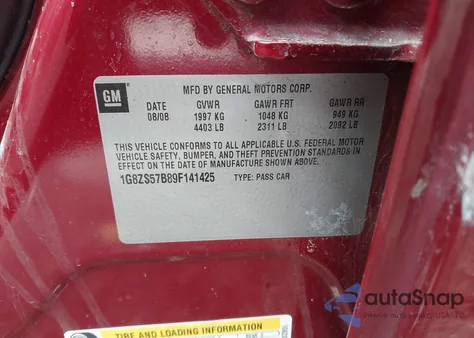 GM
MFD BY GENERAL MOTORS CORP.
DATE GVWR GAWR FRT GAWR RR
08/08 1997 KG 1048 KG 949 KG
4403 LB 2311 LB 2092 LB
THIS VEHICLE CONFORMS TO ALL APPLICABLE U.S. FEDERAL MOTOR
VEHICLE SAFETY, BUMPER, AND THEFT PREVENTION STANDARDS IN
EFFECT ON THE DATE OF MANUFACTURE SHOWN ABOVE.
1G8ZS57B89F141425 TYPE: PASS CAR
autoSnap
TIRE AND LOADING INFORMATION